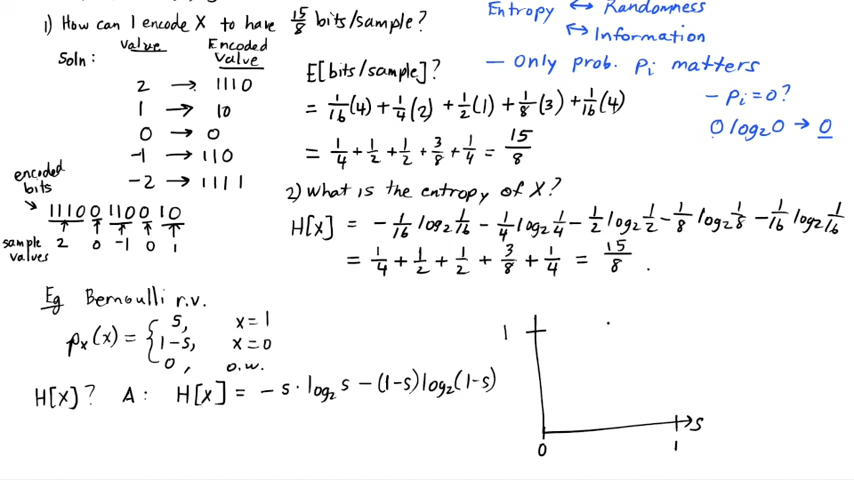 1) How can I encode X to have 15/8 bits/sample?
Soln: Value Encoded Value
2 → 1110
1 → 10
0 → 0
-1 → 110
-2 → 1111
encoded bits
11100110010
sample values 2 0 -1 0 1
E[bits/sample]?
= 1/16(4) + 1/4(2) + 1/2(1) + 1/8(3) + 1/16(4)
= 1/4 + 1/2 + 1/2 + 3/8 + 1/4 = 15/8
2) What is the entropy of X?
H[X] = - 1/16 log₂ 1/16 - 1/4 log₂ 1/4 - 1/2 log₂ 1/2 - 1/8 log₂ 1/8 - 1/16 log₂ 1/16
= 1/4 + 1/2 + 1/2 + 3/8 + 1/4 = 15/8 .
Entropy ↔ Randomness
↔ Information
- Only prob. pᵢ matters
- pᵢ = 0?
0 log₂ 0 → 0
Eg Bernoulli r.v.
pₓ(x) = { s, x = 1
1-s, x = 0
0, o.w.
H[X]? A: H[X] = - s · log₂ s - (1-s) log₂ (1-s)
1
0
1
s